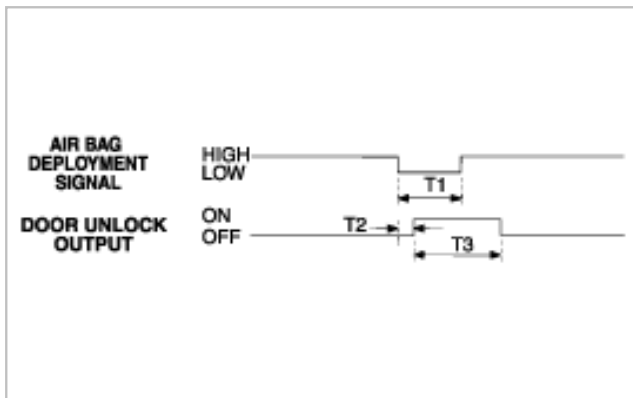 AIR BAG
DEPLOYMENT
SIGNAL
HIGH
LOW
T1
DOOR UNLOCK
OUTPUT
ON
OFF
T2
T3